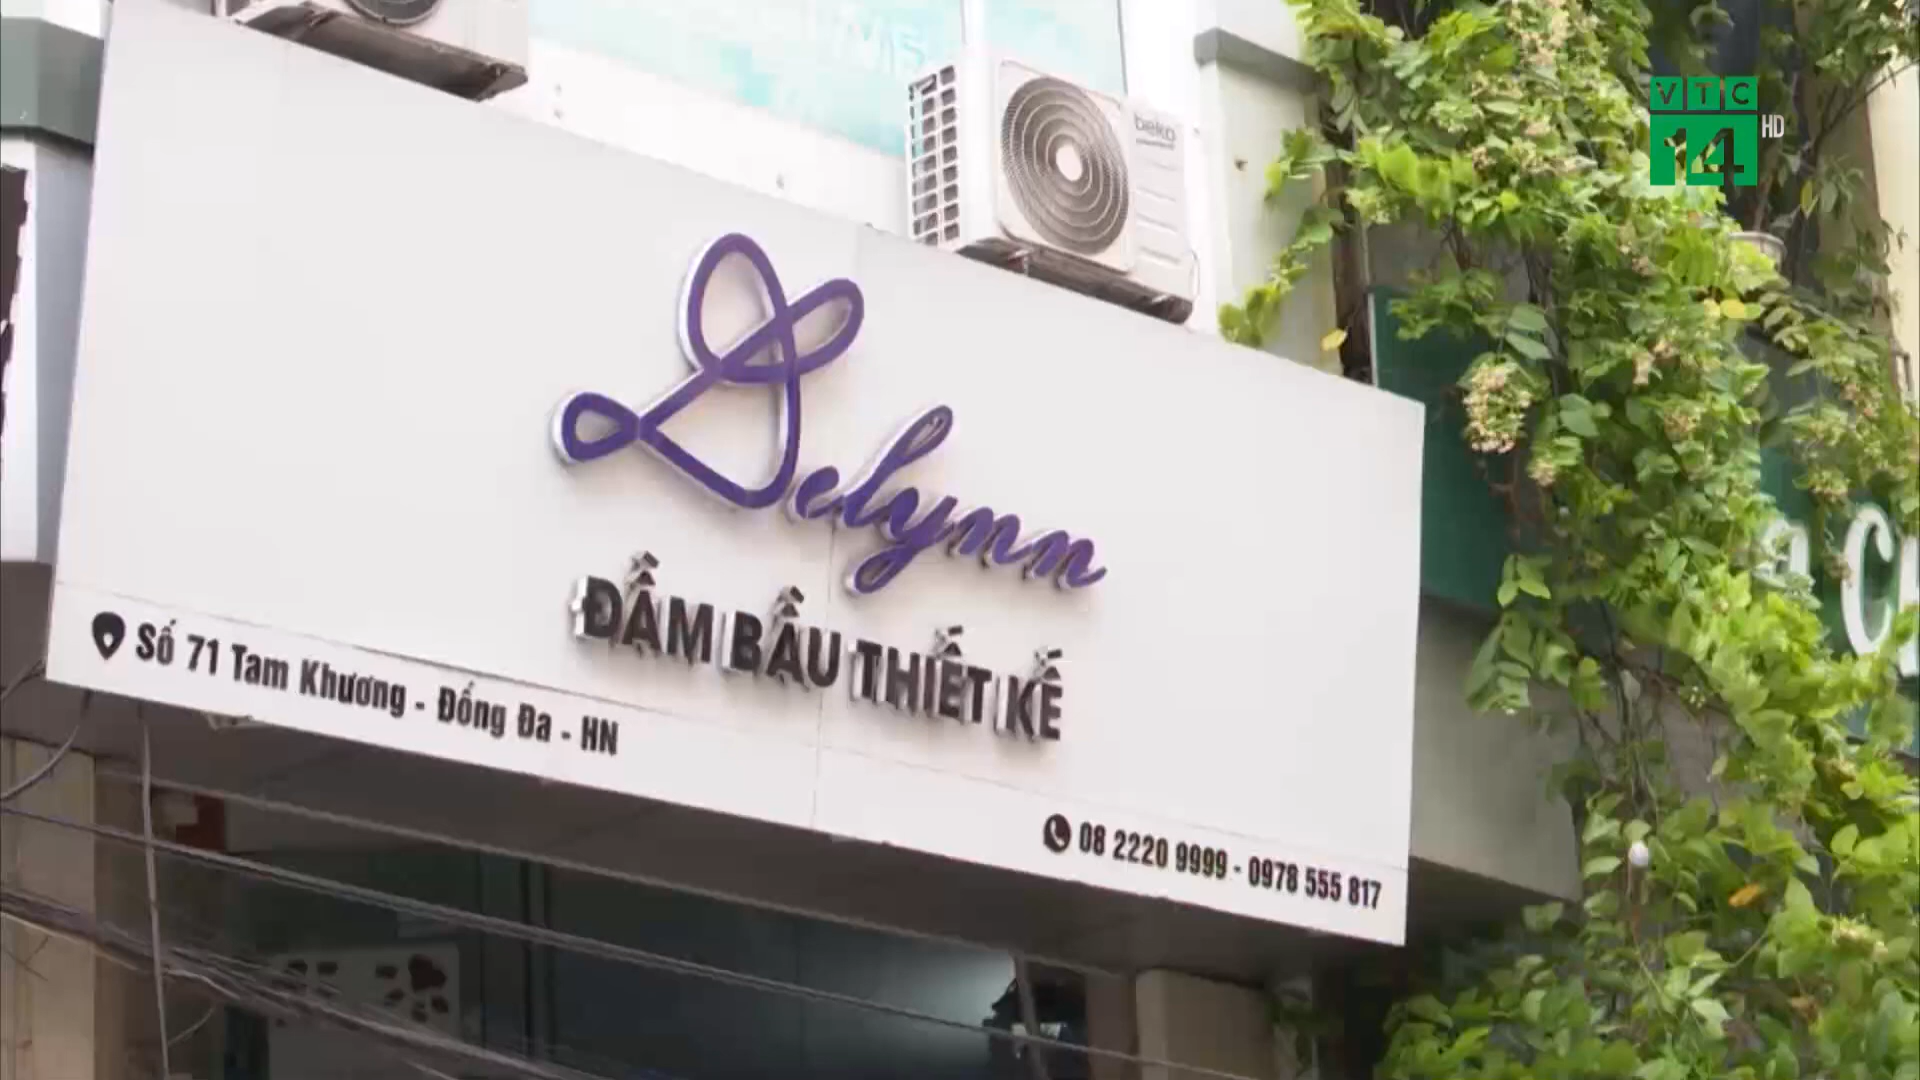 VTC
14 HD
beko
Delynn
ĐẦM BẦU THIẾT KẾ
Số 71 Tam Khương - Đống Đa - HN
08 2220 9999 - 0978 555 817